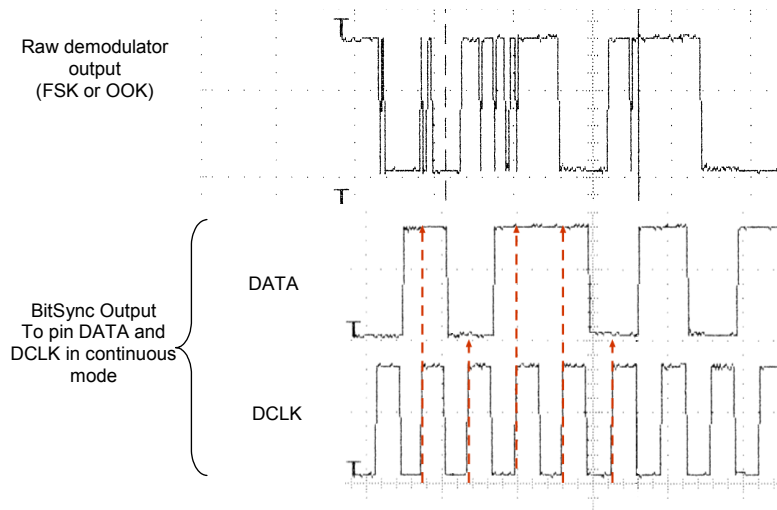 Raw demodulator
output
(FSK or OOK)
DATA
BitSync Output
To pin DATA and
DCLK in continuous
mode
DCLK